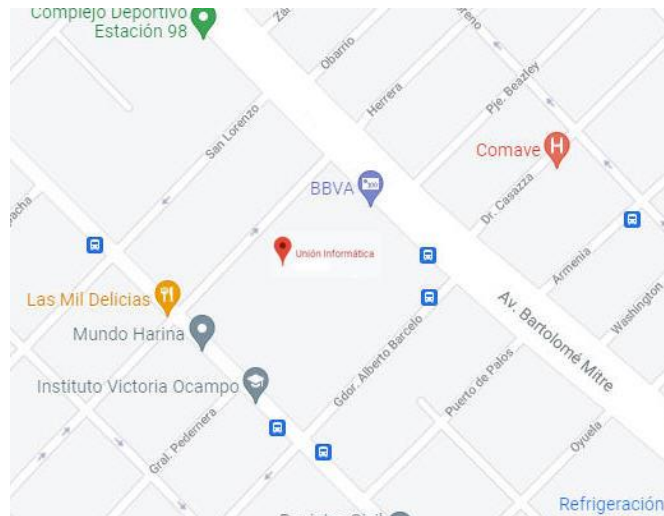 Complejo Deportivo
Estación 98
Obarrio
Herrera
San Lorenzo
Pje. Beazley
Comave
H
BBVA
Dr. Casazza
Unión Informática
Armenia
Las Mil Delicias
Mundo Harina
Av. Bartolomé Mitre
Washington
Instituto Victoria Ocampo
Gdor. Alberto Barcelo
Puerto de Palos
Gral. Pedernera
Oyuela
Refrigeración